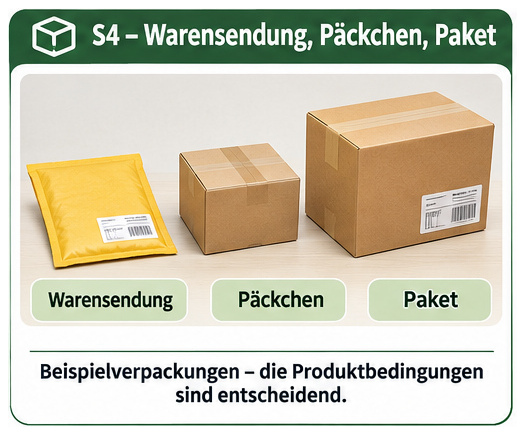 S4 – Warensendung, Päckchen, Paket
Warensendung
Päckchen
Paket
Beispielverpackungen – die Produktbedingungen
sind entscheidend.